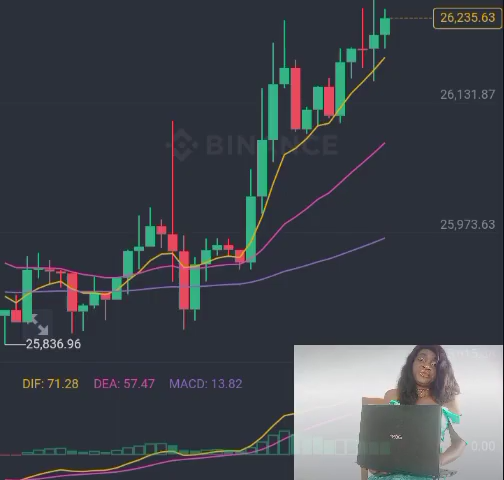 26,235.63
26,131.87
BINANCE
25,973.63
25,836.96
DIF: 71.28 DEA: 57.47 MACD: 13.82
0.00